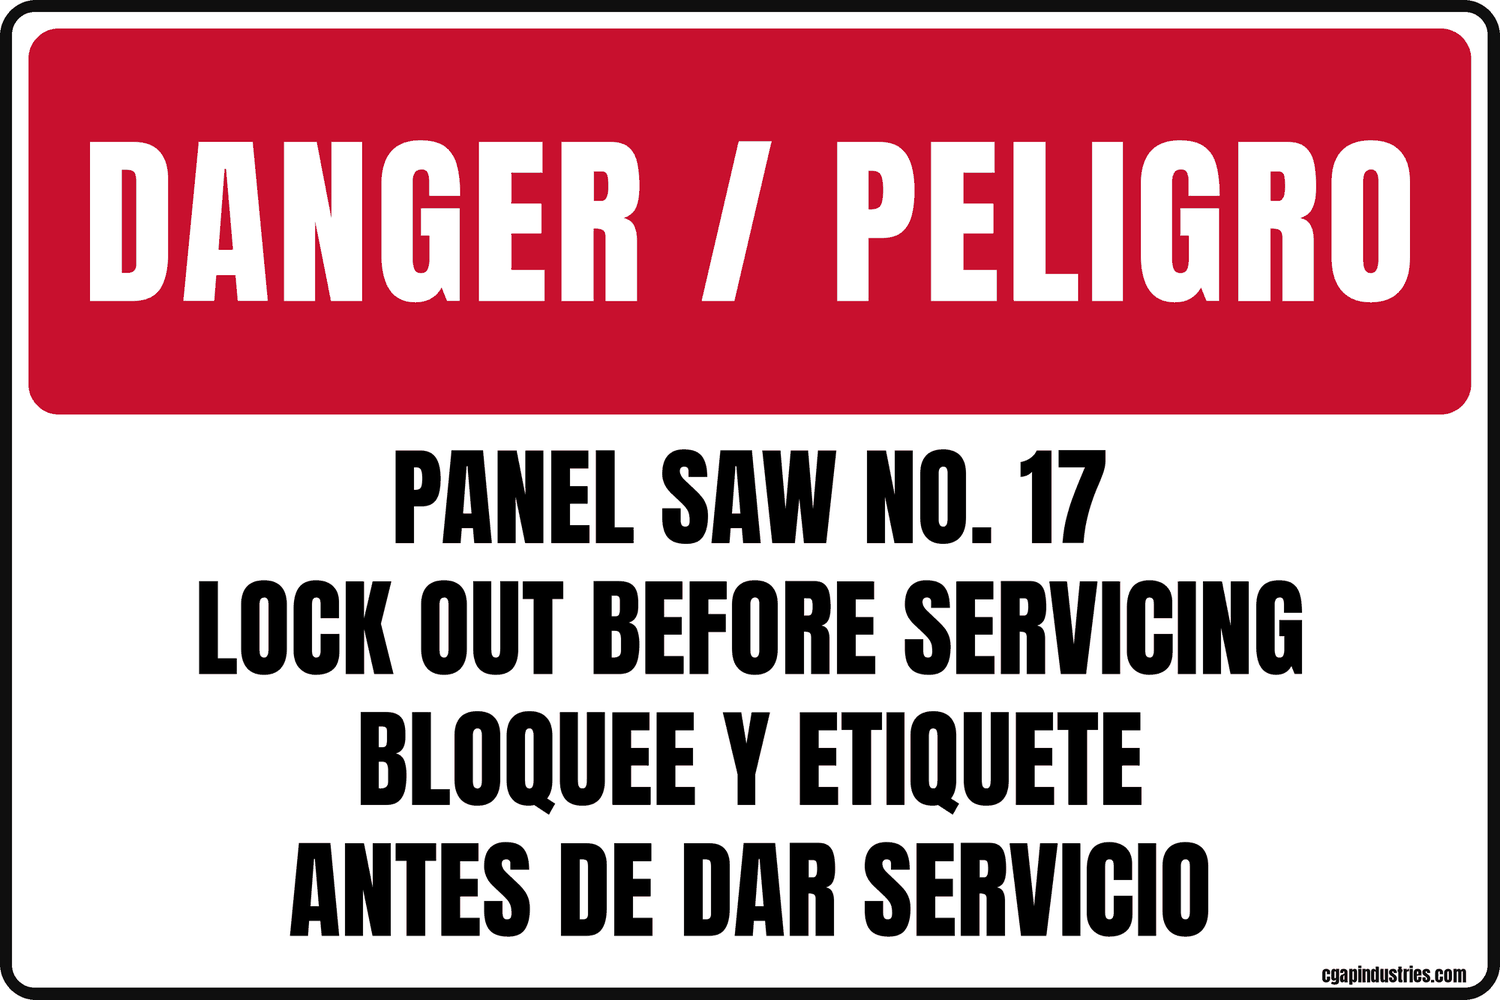 DANGER / PELIGRO
PANEL SAW NO. 17
LOCK OUT BEFORE SERVICING
BLOQUEE Y ETIQUETE
ANTES DE DAR SERVICIO
cgapindustries.com